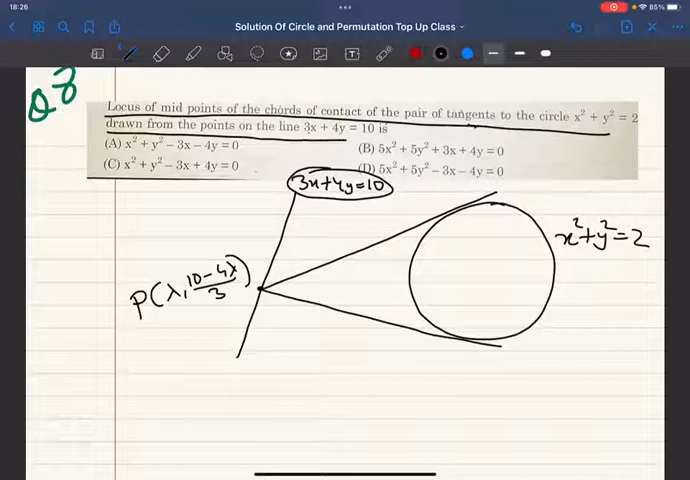 18:26
85%
Solution Of Circle and Permutation Top Up Class
Q8
Locus of mid points of the chords of contact of the pair of tangents to the circle x² + y² = 2
drawn from the points on the line 3x + 4y = 10 is
(A) x² + y² – 3x – 4y = 0
(B) 5x² + 5y² + 3x + 4y = 0
(C) x² + y² – 3x + 4y = 0
(D) 5x² + 5y² – 3x – 4y = 0
3x+4y=10
x²+y²=2
P(λ, 10-4λ/3)